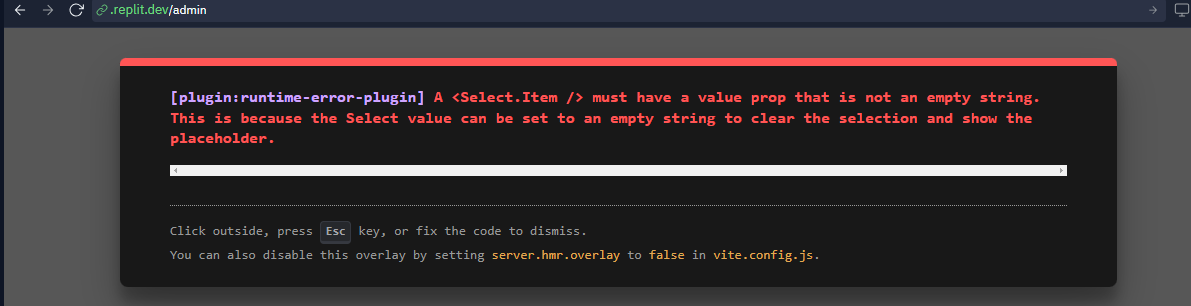 .replit.dev/admin
[plugin:runtime-error-plugin] A <Select.Item /> must have a value prop that is not an empty string.
This is because the Select value can be set to an empty string to clear the selection and show the
placeholder.
Click outside, press Esc key, or fix the code to dismiss.
You can also disable this overlay by setting server.hmr.overlay to false in vite.config.js.